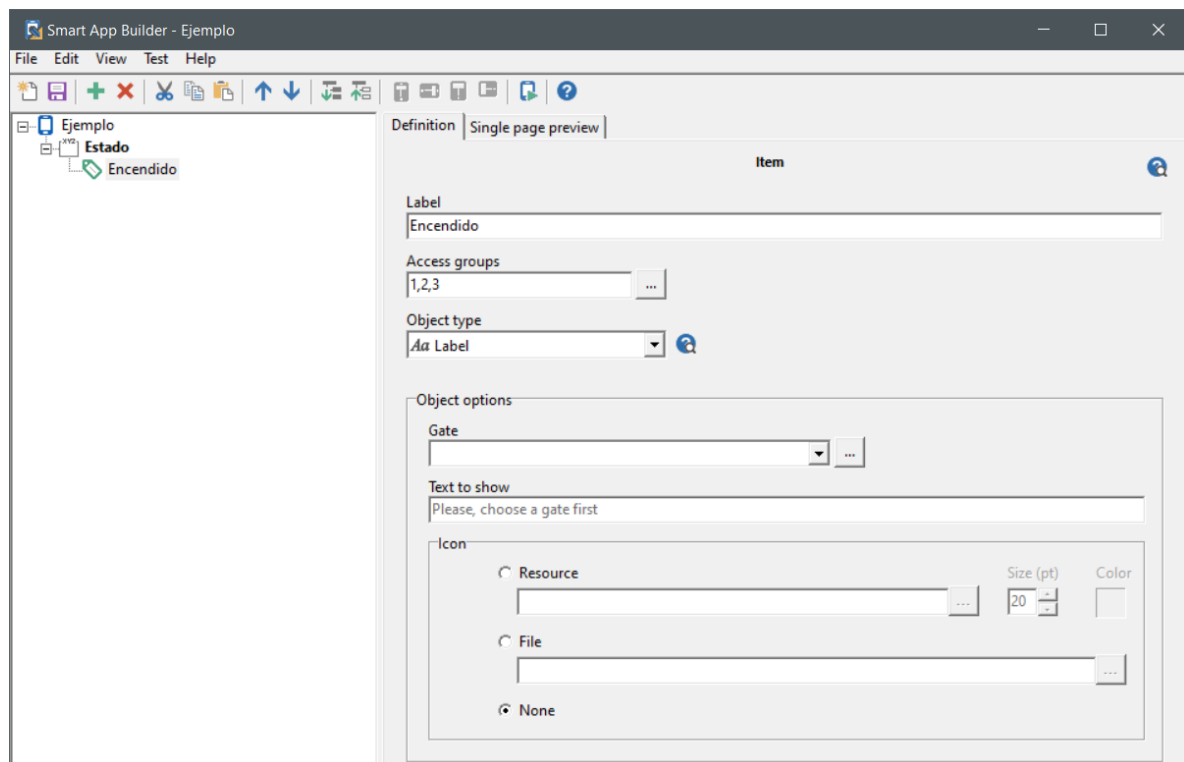 Smart App Builder - Ejemplo
File Edit View Test Help
Ejemplo
XYZ
Estado
Encendido
Definition
Single page preview
Item
Label
Encendido
Access groups
1,2,3
...
Object type
Aa Label
Object options
Gate
...
Text to show
Please, choose a gate first
Icon
Resource
Size (pt)
Color
...
20
File
...
None